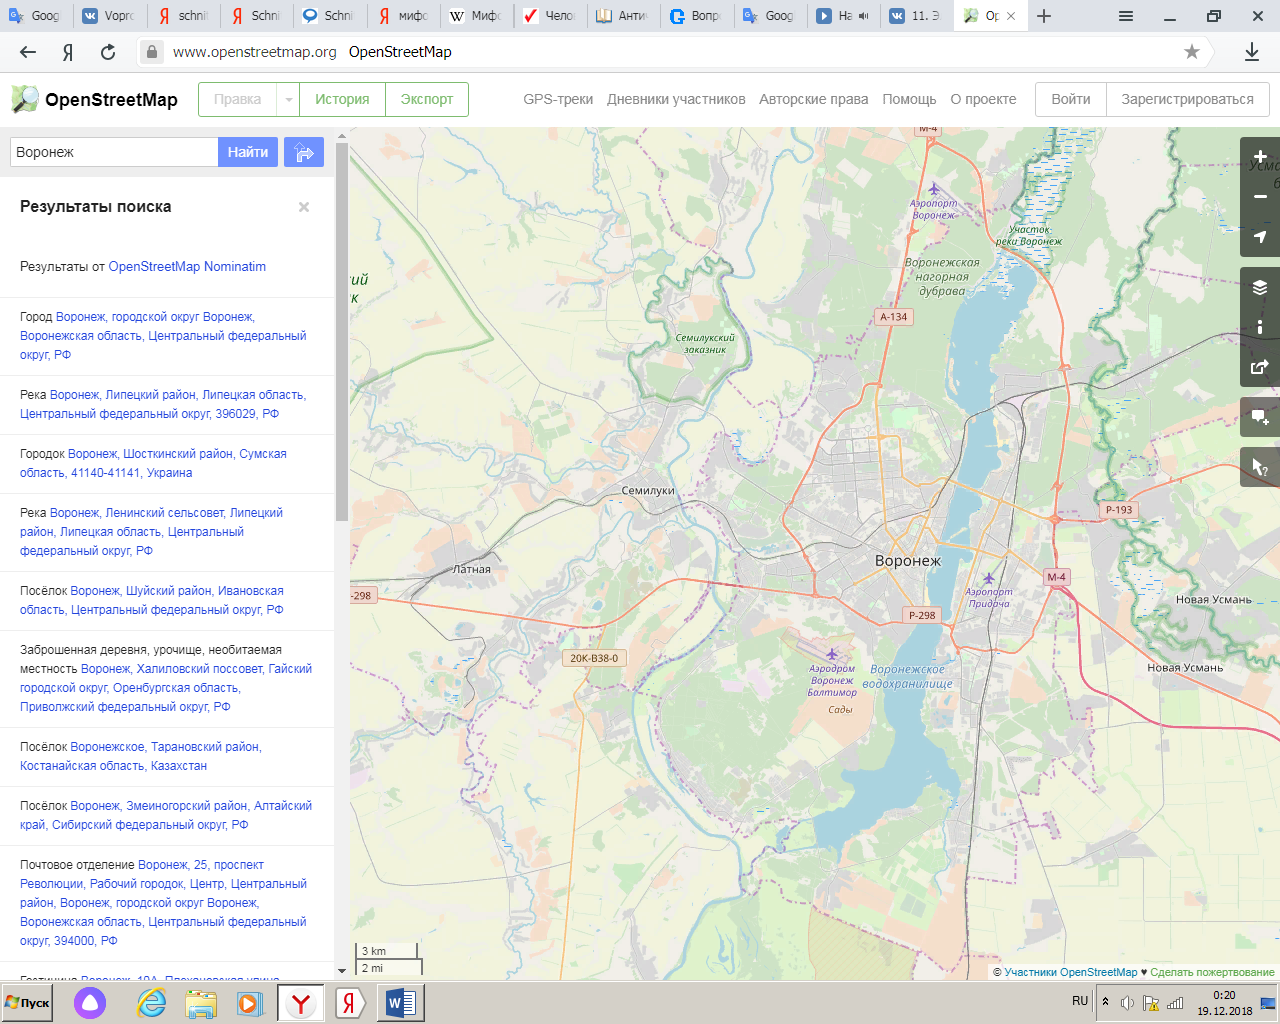 Goog
Vopro
schnit
Schni
Schni
мифо
Мифо
Чело
Анти
Вопр
Goog
На
11. Э
Op
www.openstreetmap.org OpenStreetMap
OpenStreetMap
Правка
История
Экспорт
GPS-треки
Дневники участников
Авторские права
Помощь
О проекте
Войти
Зарегистрироваться
Воронеж
Найти
Результаты поиска
Результаты от OpenStreetMap Nominatim
Город Воронеж, городской округ Воронеж,
Воронежская область, Центральный федеральный
округ, РФ
Река Воронеж, Липецкий район, Липецкая область,
Центральный федеральный округ, 396029, РФ
Городок Воронеж, Шосткинский район, Сумская
область, 41140-41141, Украина
Река Воронеж, Ленинский сельсовет, Липецкий
район, Липецкая область, Центральный
федеральный округ, РФ
Посёлок Воронеж, Шуйский район, Ивановская
область, Центральный федеральный округ, РФ
Заброшенная деревня, урочище, необитаемая
местность Воронеж, Халиловский поссовет, Гайский
городской округ, Оренбургская область,
Приволжский федеральный округ, РФ
Посёлок Воронежское, Тарановский район,
Костанайская область, Казахстан
Посёлок Воронеж, Змеиногорский район, Алтайский
край, Сибирский федеральный округ, РФ
Почтовое отделение Воронеж, 25, проспект
Революции, Рабочий городок, Центр, Центральный
район, Воронеж, городской округ Воронеж,
Воронежская область, Центральный федеральный
округ, 394000, РФ
Гостиница Воронеж, 19А, Плехановская улица
М-4
Аэропорт
Воронеж
Участок
реки Воронеж
Воронежская
нагорная
дубрава
А-134
Семилукский
заказник
Семилуки
Р-193
Латная
Воронеж
М-4
Аэропорт
Придача
-298
Р-298
Новая Усмань
20К-В38-0
Аэродром
Воронеж
Балтимор
Воронежское
водохранилище
Новая Усмань
Сады
3 km
2 mi
© Участники OpenStreetMap ♥ Сделать пожертвование
Пуск
RU
0:20
19.12.2018